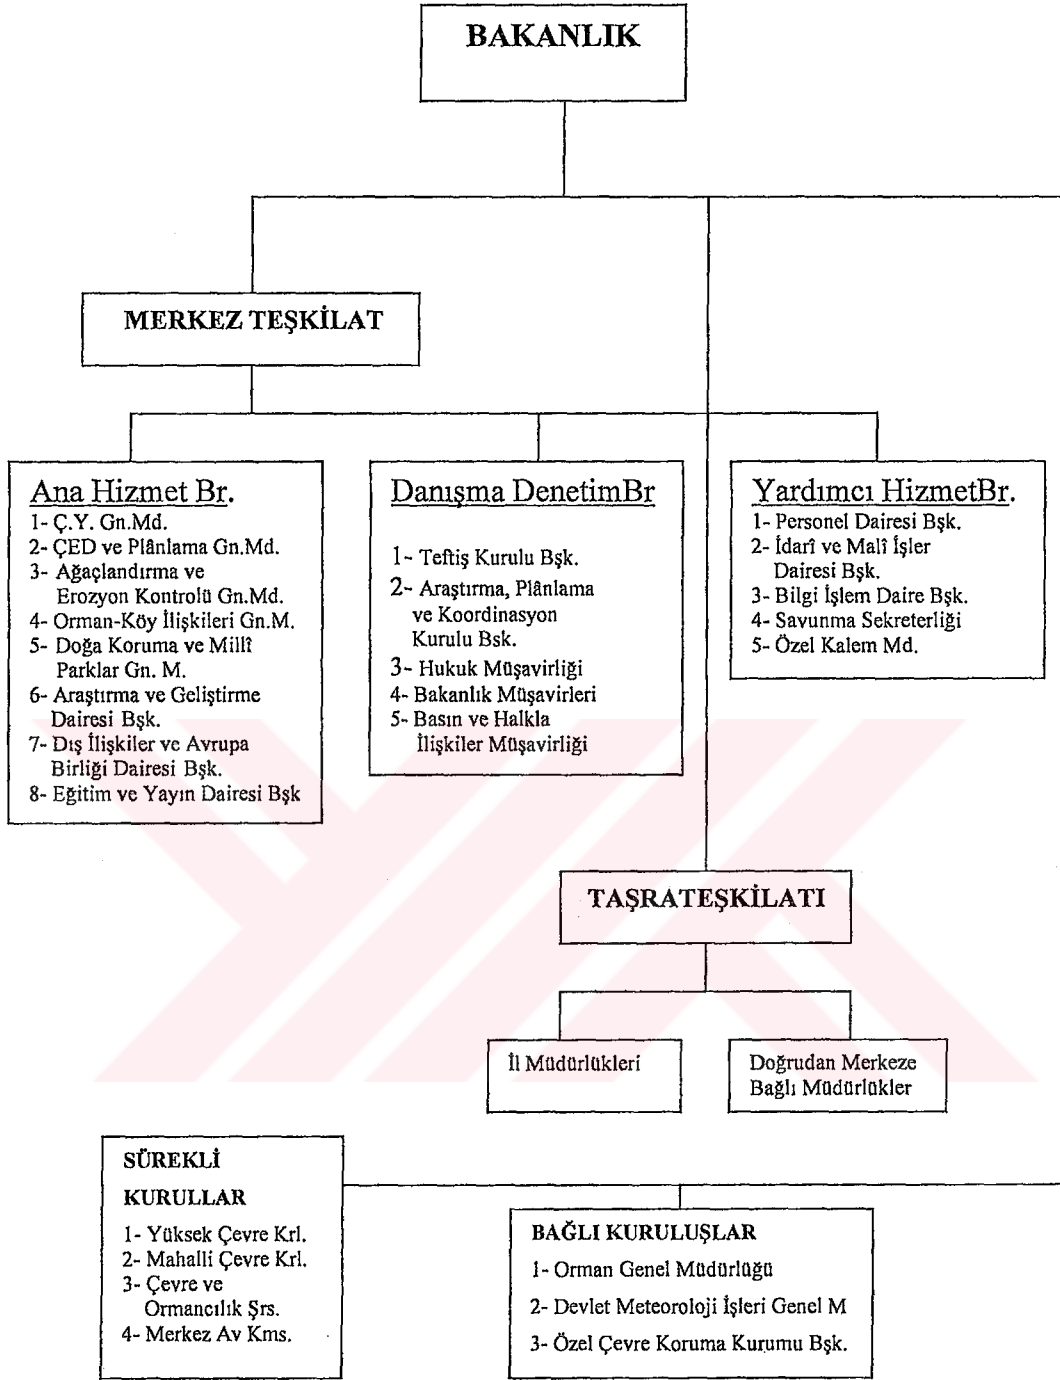 BAKANLIK
MERKEZ TEŞKİLAT
Ana Hizmet Br.
1- Ç.Y. Gn.Md.
2- ÇED ve Plânlama Gn.Md.
3- Ağaçlandırma ve
Erozyon Kontrolü Gn.Md.
4- Orman-Köy İlişkileri Gn.M.
5- Doğa Koruma ve Millî
Parklar Gn. M.
6- Araştırma ve Geliştirme
Dairesi Bşk.
7- Dış İlişkiler ve Avrupa
Birliği Dairesi Bşk.
8- Eğitim ve Yayın Dairesi Bşk
Danışma DenetimBr
1- Teftiş Kurulu Bşk.
2- Araştırma, Plânlama
ve Koordinasyon
Kurulu Bsk.
3- Hukuk Müşavirliği
4- Bakanlık Müşavirleri
5- Basın ve Halkla
İlişkiler Müşavirliği
Yardımcı HizmetBr.
1- Personel Dairesi Bşk.
2- İdarî ve Malî İşler
Dairesi Bşk.
3- Bilgi İşlem Daire Bşk.
4- Savunma Sekreterliği
5- Özel Kalem Md.
TAŞRATEŞKİLATI
İl Müdürlükleri
Doğrudan Merkeze
Bağlı Müdürlükler
SÜREKLİ
KURULLAR
1- Yüksek Çevre Krl.
2- Mahalli Çevre Krl.
3- Çevre ve
Ormancılık Şrs.
4- Merkez Av Kms.
BAĞLI KURULUŞLAR
1- Orman Genel Müdürlüğü
2- Devlet Meteoroloji İşleri Genel M
3- Özel Çevre Koruma Kurumu Bşk.